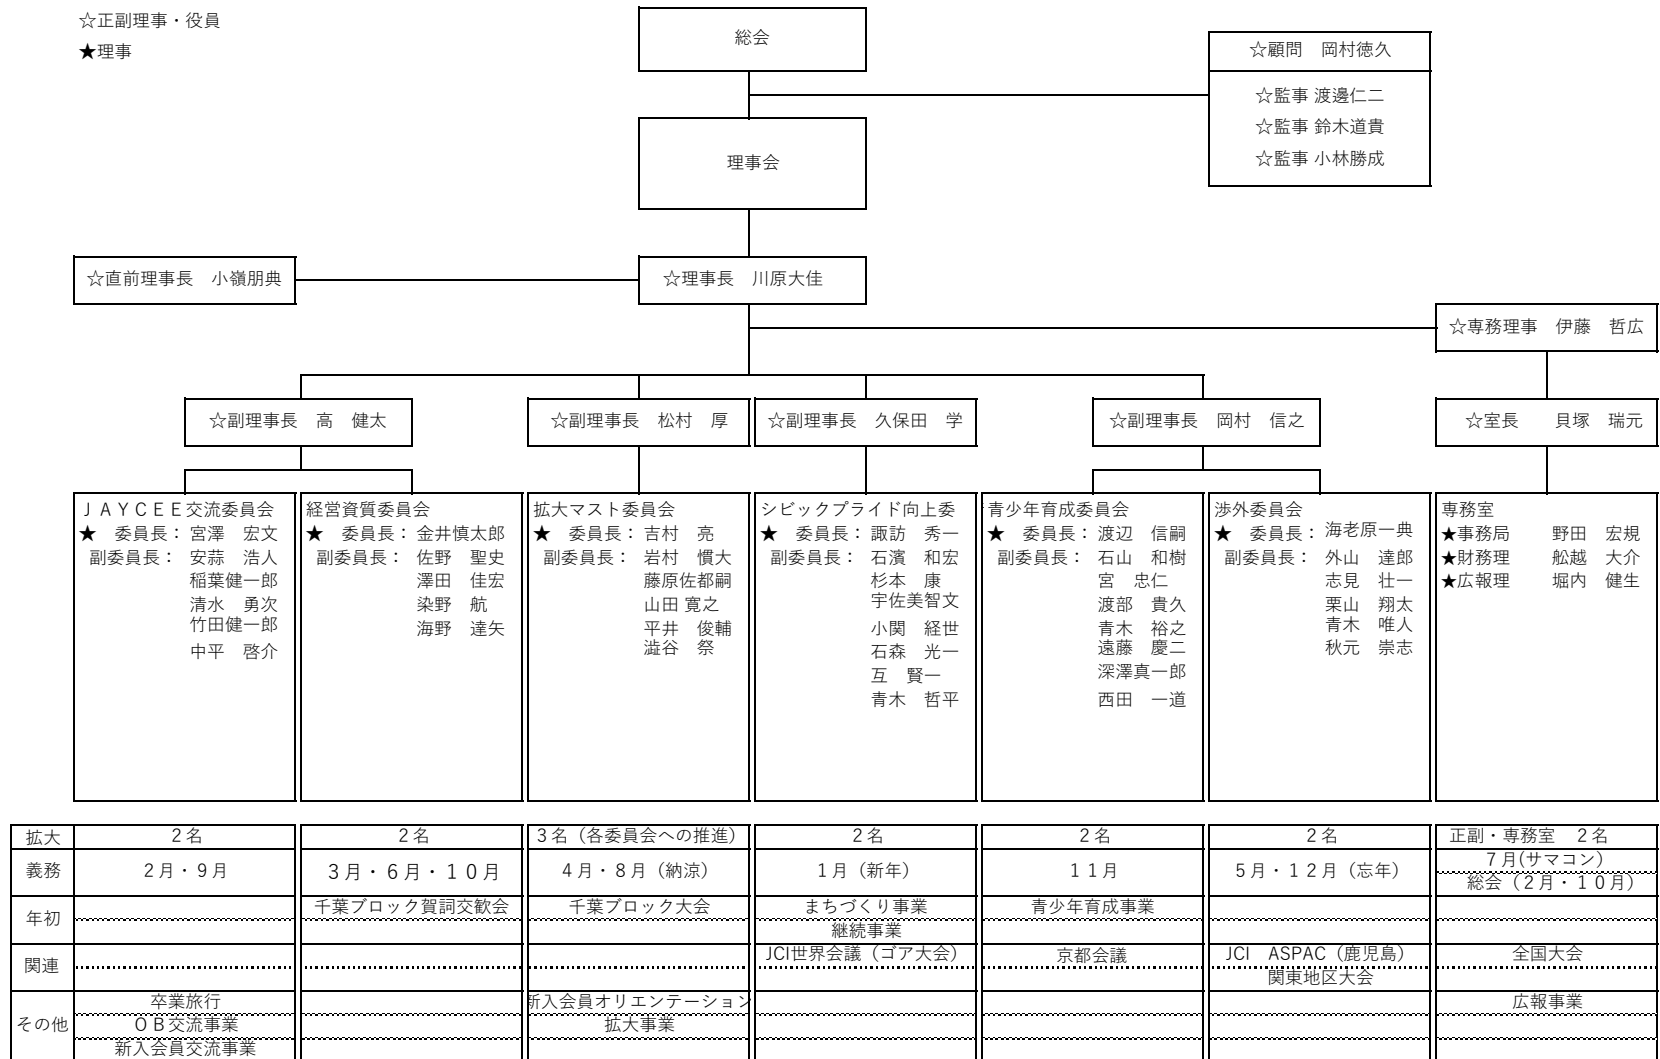 ☆正副理事・役員
★理事
総会
☆顧問　岡村徳久
☆監事 渡邊仁二
☆監事 鈴木道貴
☆監事 小林勝成
理事会
☆直前理事長　小嶺朋典
☆理事長　川原大佳
☆専務理事　伊藤　哲広
☆副理事長　高　健太
☆副理事長　松村　厚
☆副理事長　久保田　学
☆副理事長　岡村　信之
☆室長　　貝塚　瑞元
ＪＡＹＣＥＥ交流委員会
★　委員長：宮澤　宏文
副委員長：安蒜　浩人
稲葉健一郎
清水　勇次
竹田健一郎
中平　啓介
経営資質委員会
★　委員長：金井慎太郎
副委員長：佐野　聖史
澤田　佳宏
染野　航
海野　達矢
拡大マスト委員会
★　委員長：吉村　亮
副委員長：岩村　慣大
藤原佐都嗣
山田 寛之
平井　俊輔
澁谷　祭
シビックプライド向上委
★　委員長：諏訪　秀一
副委員長：石濱　和宏
杉本　康
宇佐美智文
小関　経世
石森　光一
互　賢一
青木　哲平
青少年育成委員会
★　委員長：渡辺　信嗣
副委員長：石山　和樹
宮　忠仁
渡部　貴久
青木　裕之
遠藤　慶二
深澤真一郎
西田　一道
渉外委員会
★　委員長：海老原一典
副委員長：外山　達郎
志見　壮一
栗山　翔太
青木　唯人
秋元　崇志
専務室
★事務局　　野田　宏規
★財務理　　舩越　大介
★広報理　　堀内　健生
拡大　２名　２名　３名（各委員会への推進）　２名　２名　２名　正副・専務室　２名
義務　２月・９月　３月・６月・１０月　４月・８月（納涼）　１月（新年）　１１月　５月・１２月（忘年）　７月(サマコン)
総会（２月・１０月）
年初　千葉ブロック賀詞交歓会　千葉ブロック大会　まちづくり事業　青少年育成事業
継続事業
関連　JCI世界会議（ゴア大会）　京都会議　JCI　ASPAC（鹿児島）　全国大会
関東地区大会
その他　卒業旅行　新入会員オリエンテーション　広報事業
ＯＢ交流事業　拡大事業
新入会員交流事業